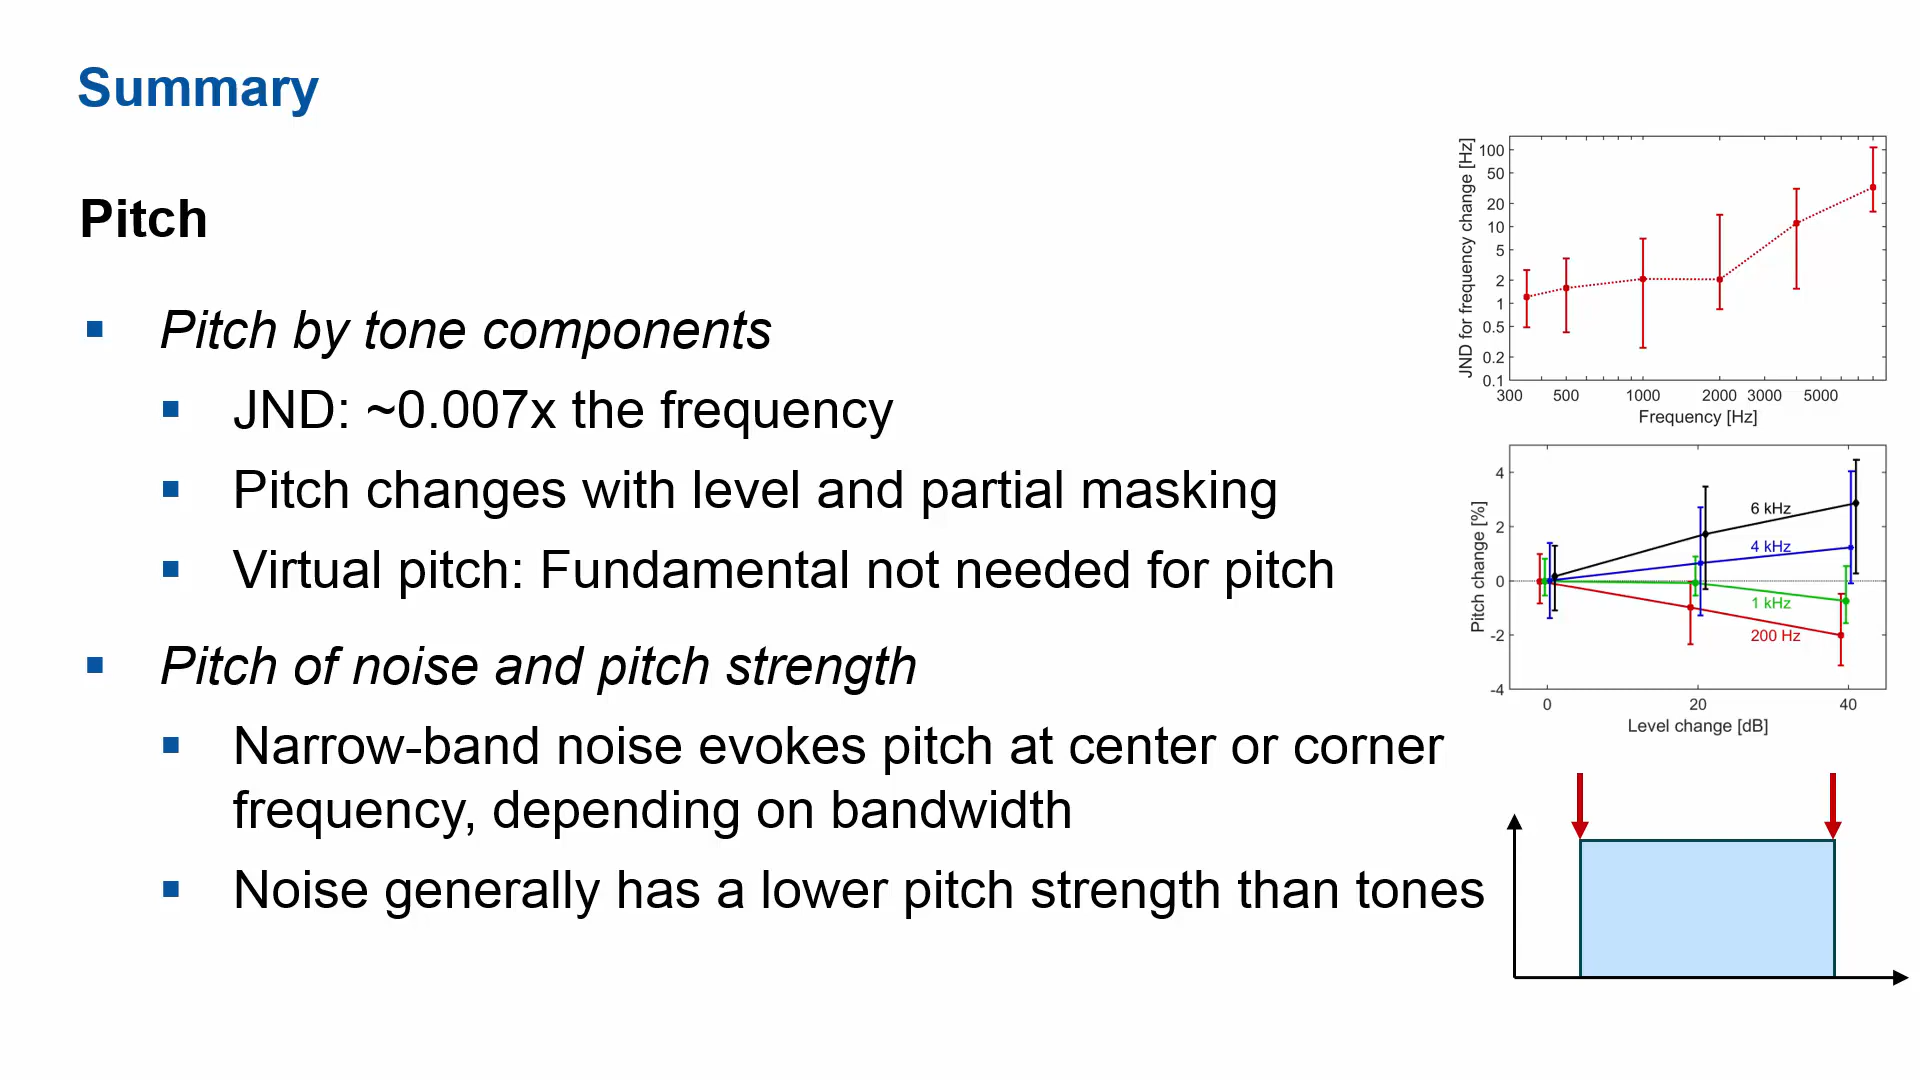 Summary
Pitch
Pitch by tone components
JND: ~0.007x the frequency
Pitch changes with level and partial masking
Virtual pitch: Fundamental not needed for pitch
Pitch of noise and pitch strength
Narrow-band noise evokes pitch at center or corner
frequency, depending on bandwidth
Noise generally has a lower pitch strength than tones
JND for frequency change [Hz]
100
50
20
10
5
2
1
0.5
0.2
0.1
300 500 1000 2000 3000 5000
Frequency [Hz]
Pitch change [%]
4
2
0
-2
-4
6 kHz
4 kHz
1 kHz
200 Hz
0 20 40
Level change [dB]